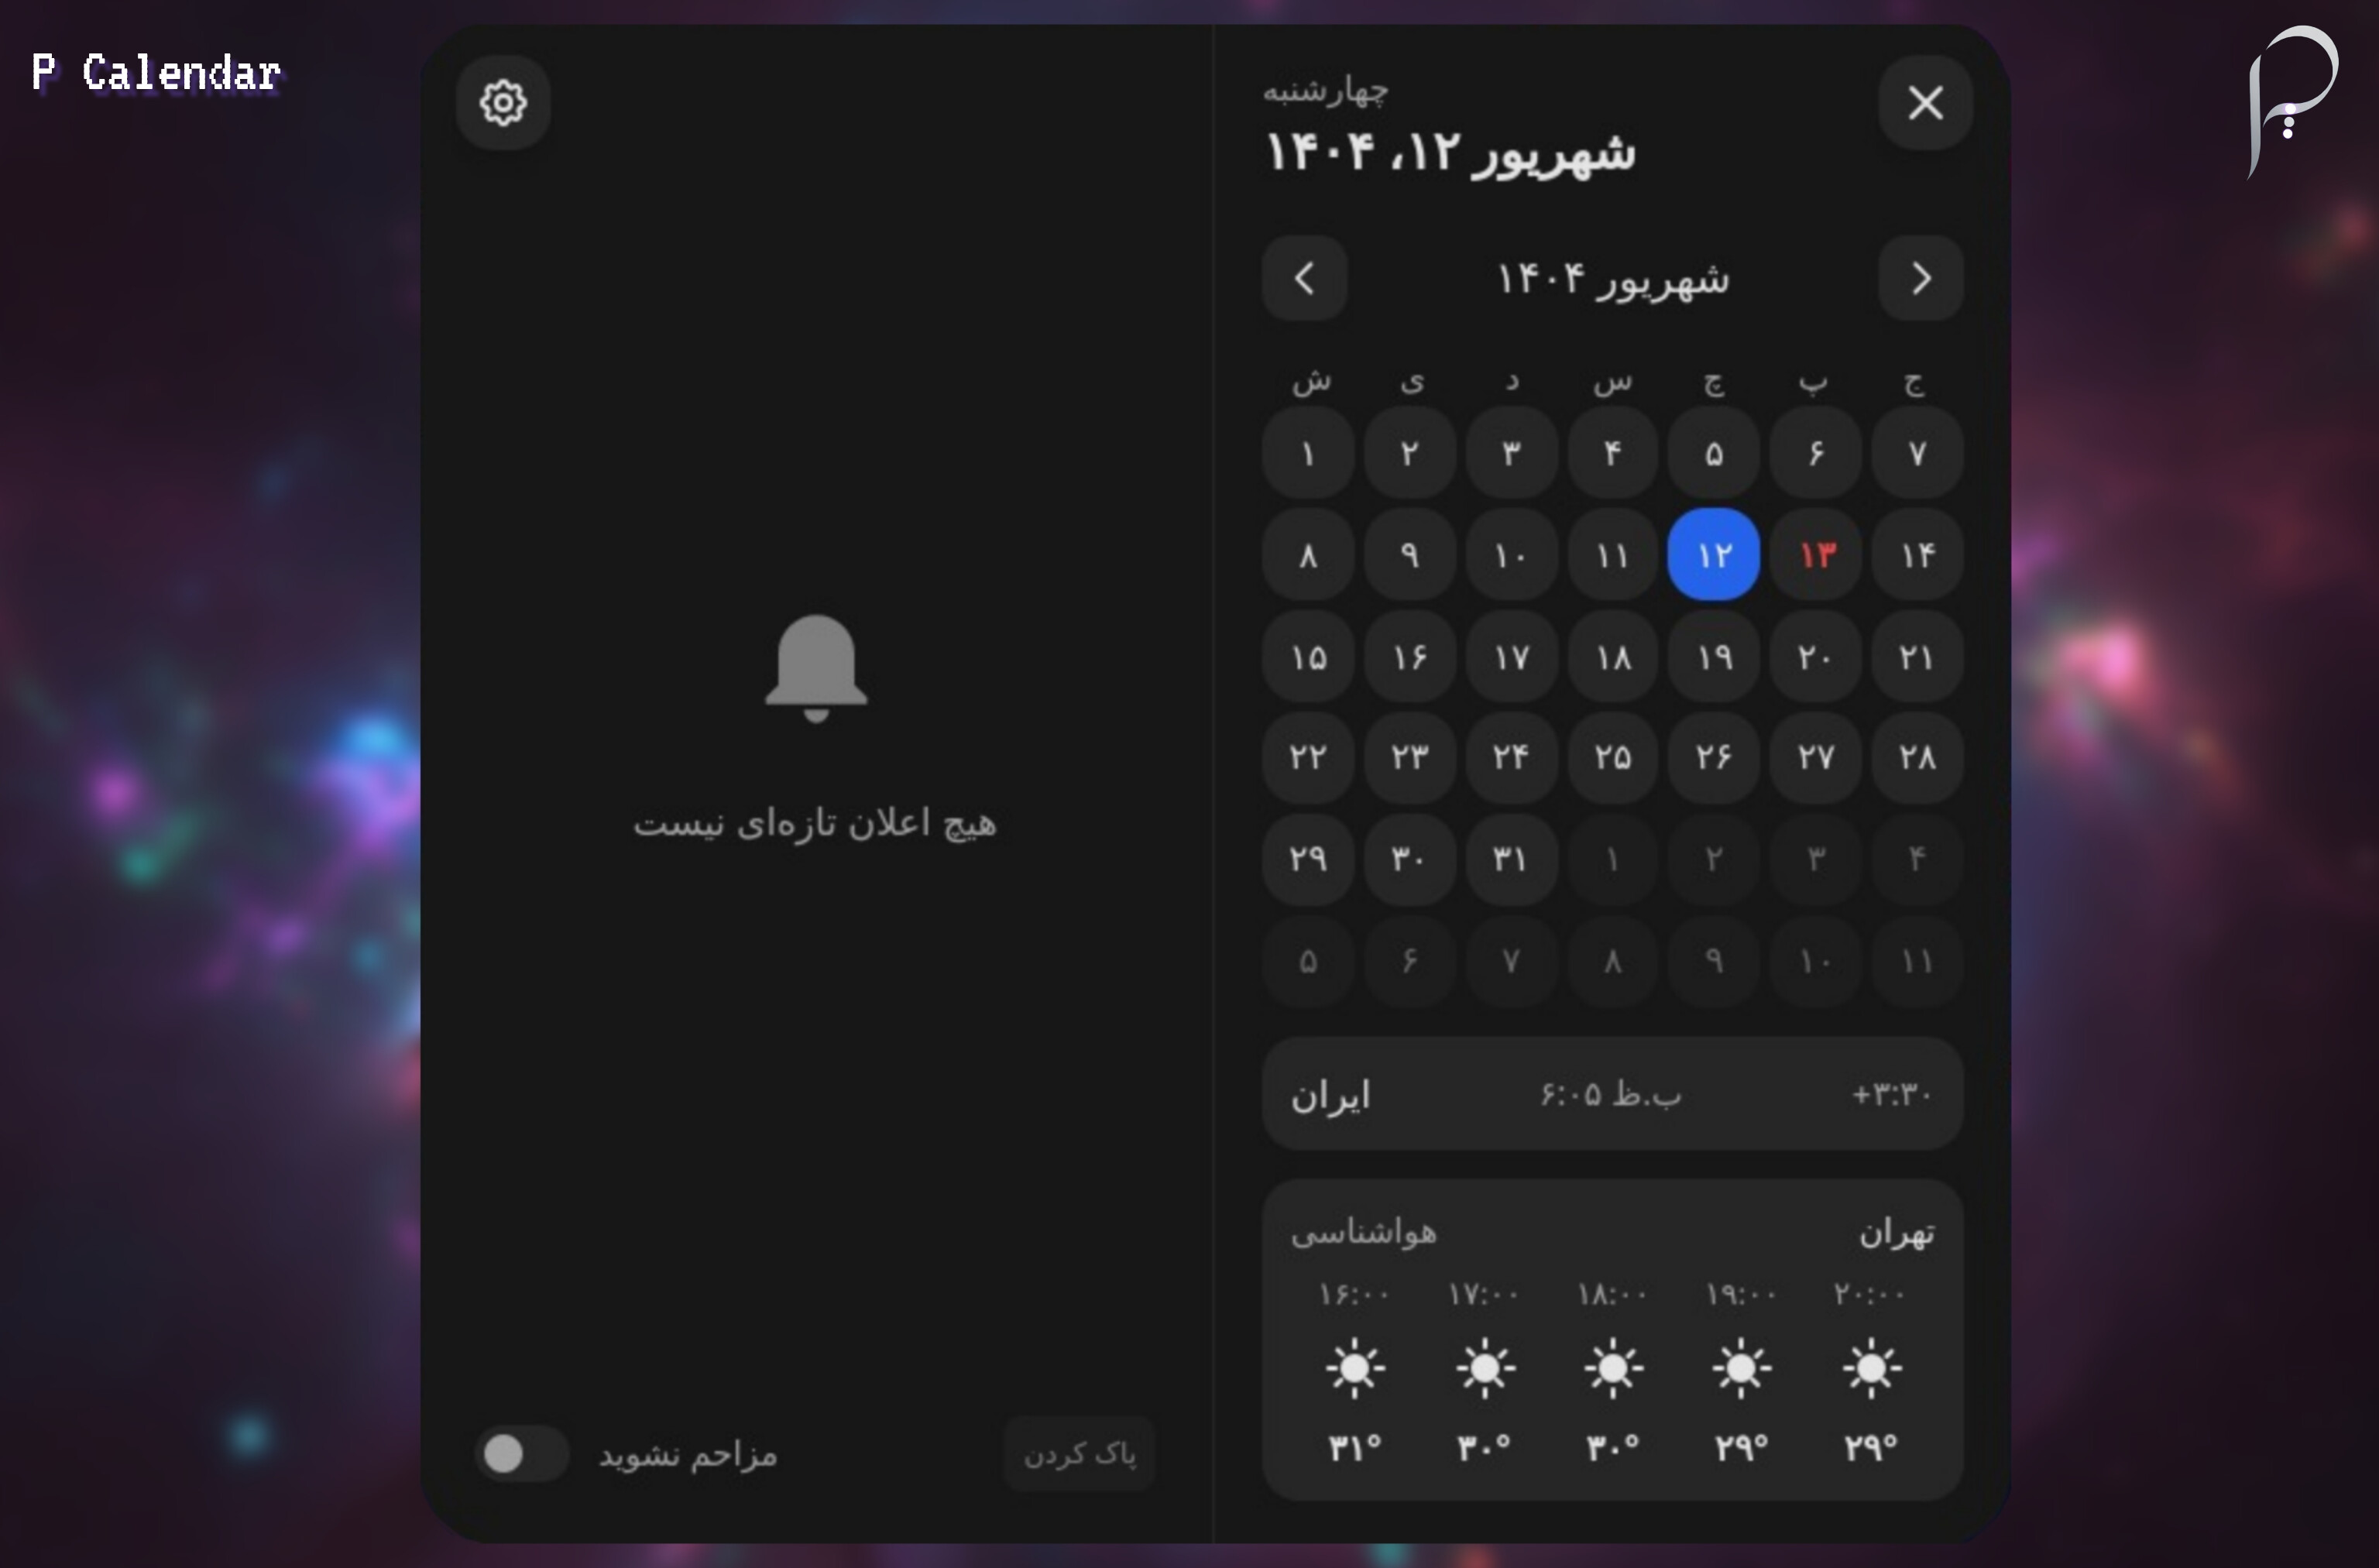 P Calendar
چهارشنبه
شهریور ۱۲، ۱۴۰۴
شهریور ۱۴۰۴
ش ی د س چ پ ج
۱ ۲ ۳ ۴ ۵ ۶ ۷
۸ ۹ ۱۰ ۱۱ ۱۲ ۱۳ ۱۴
۱۵ ۱۶ ۱۷ ۱۸ ۱۹ ۲۰ ۲۱
۲۲ ۲۳ ۲۴ ۲۵ ۲۶ ۲۷ ۲۸
۲۹ ۳۰ ۳۱ ۱ ۲ ۳ ۴
۵ ۶ ۷ ۸ ۹ ۱۰ ۱۱
ایران ب.ظ ۶:۰۵ +۳:۳۰
هواشناسی تهران
۱۶:۰۰ ۱۷:۰۰ ۱۸:۰۰ ۱۹:۰۰ ۲۰:۰۰
۳۱° ۳۰° ۳۰° ۲۹° ۲۹°
هیچ اعلان تازه‌ای نیست
مزاحم نشوید
پاک کردن